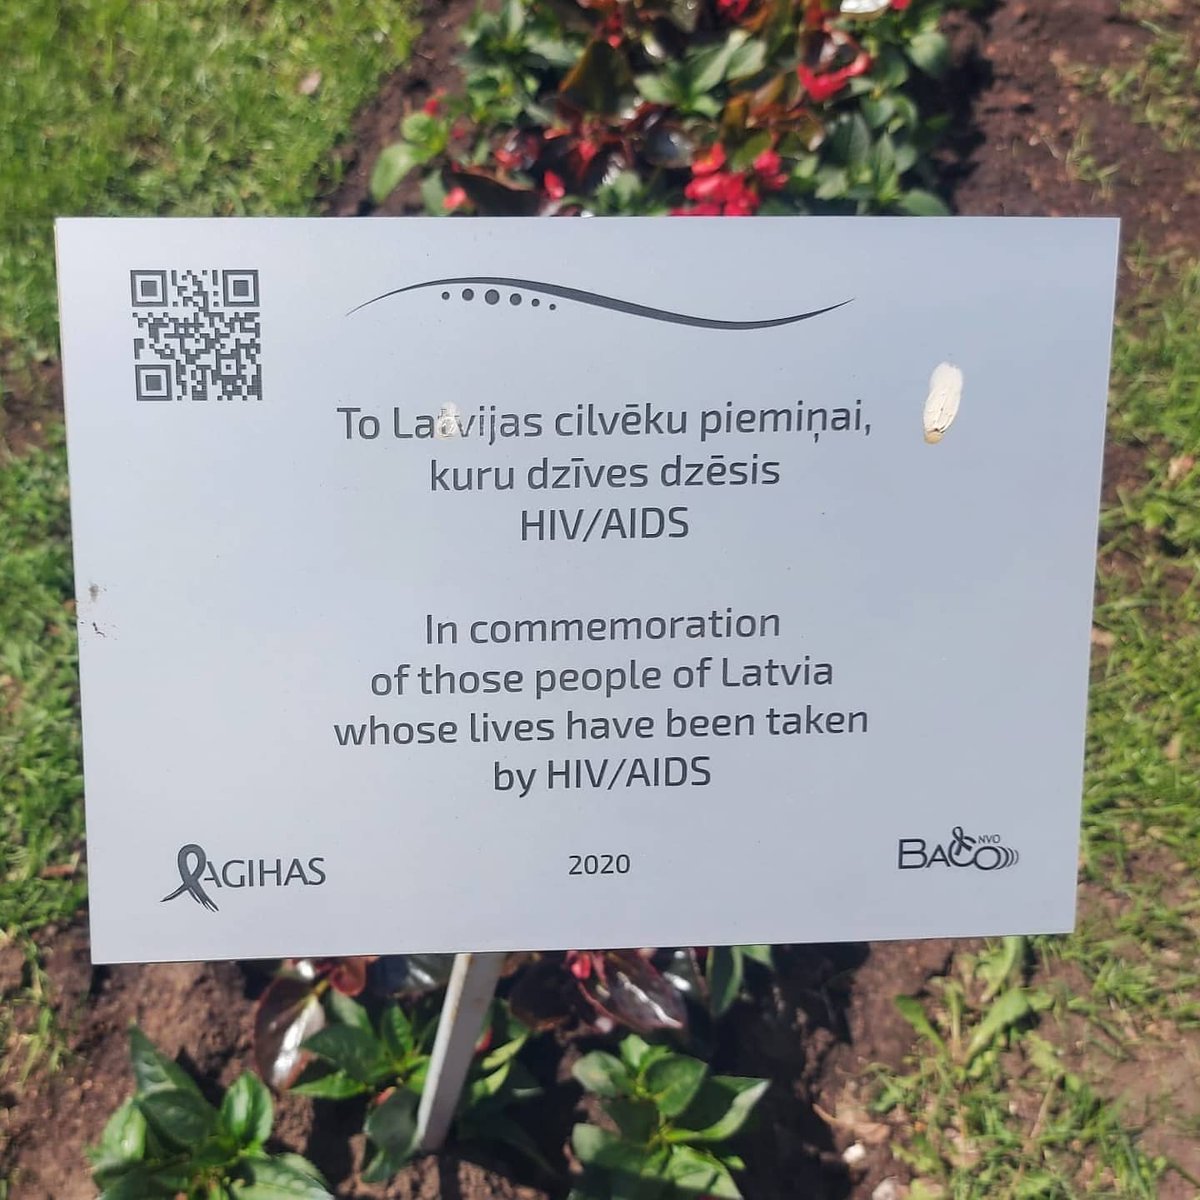 To Latvijas cilvēku piemiņai,
kuru dzīves dzēsis
HIV/AIDS
In commemoration
of those people of Latvia
whose lives have been taken
by HIV/AIDS
AGIHAS
2020
BACO NVO